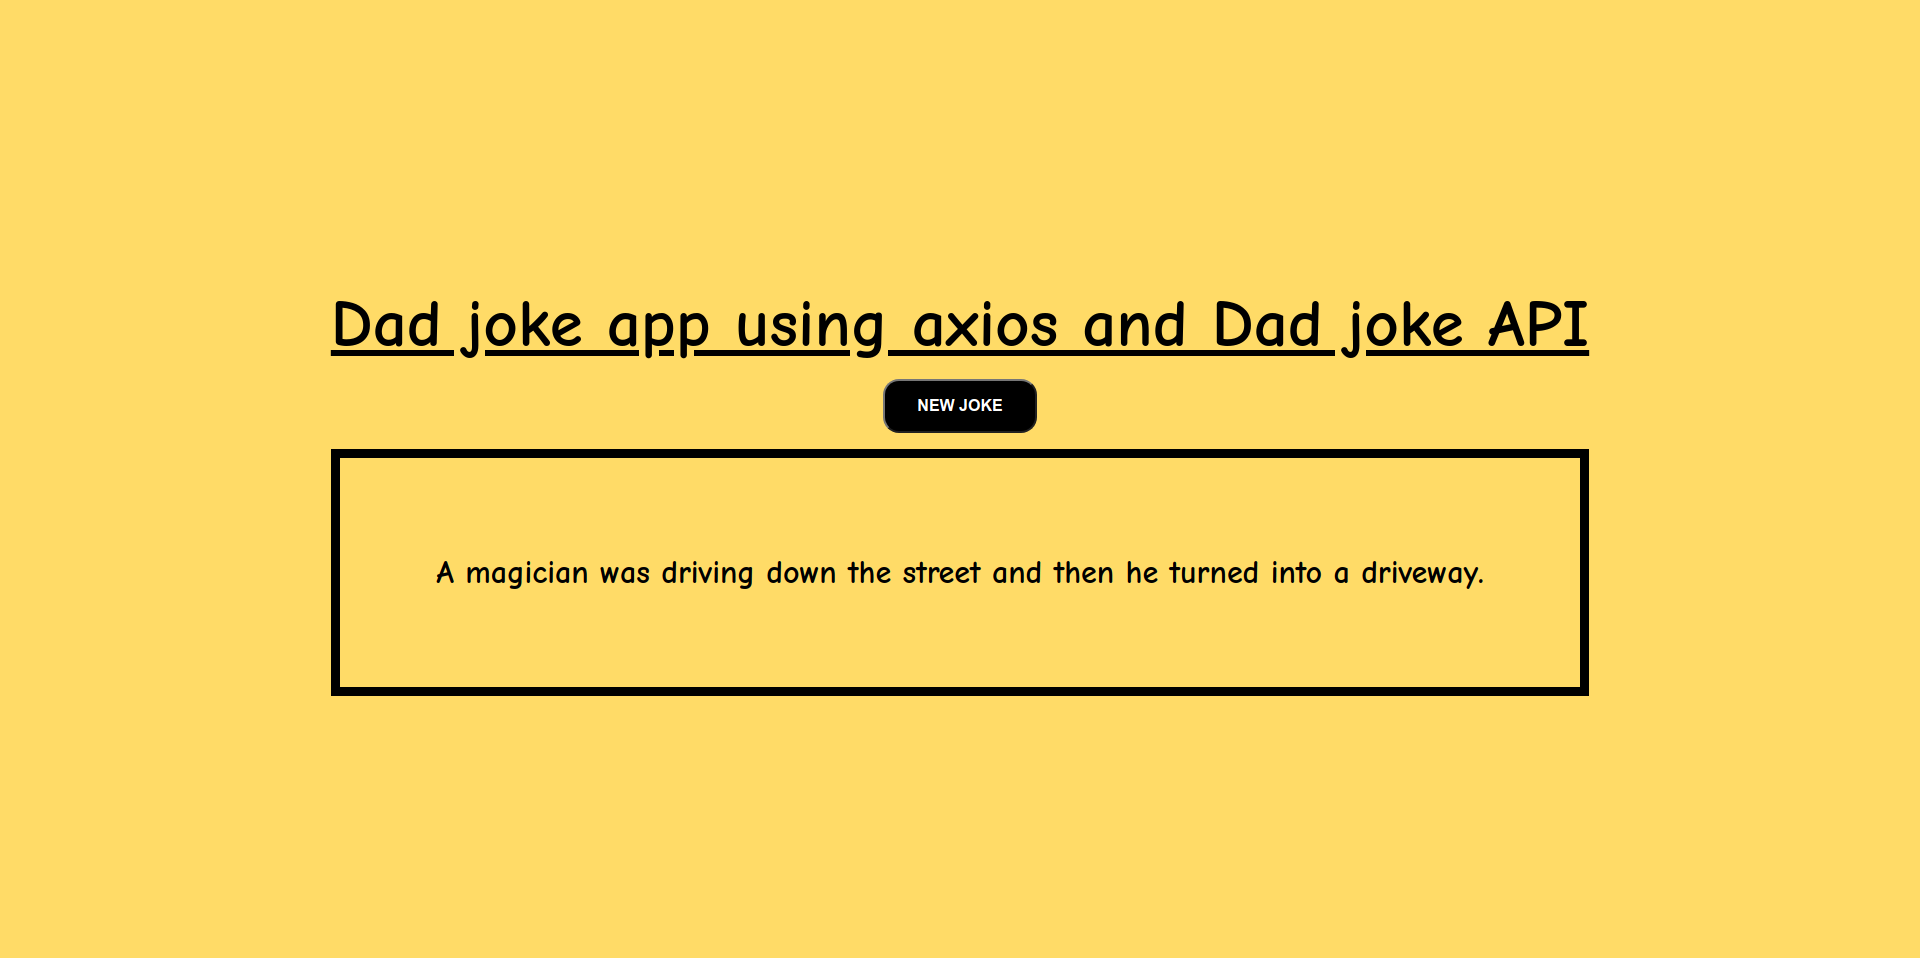 Dad joke app using axios and Dad joke API
NEW JOKE
A magician was driving down the street and then he turned into a driveway.